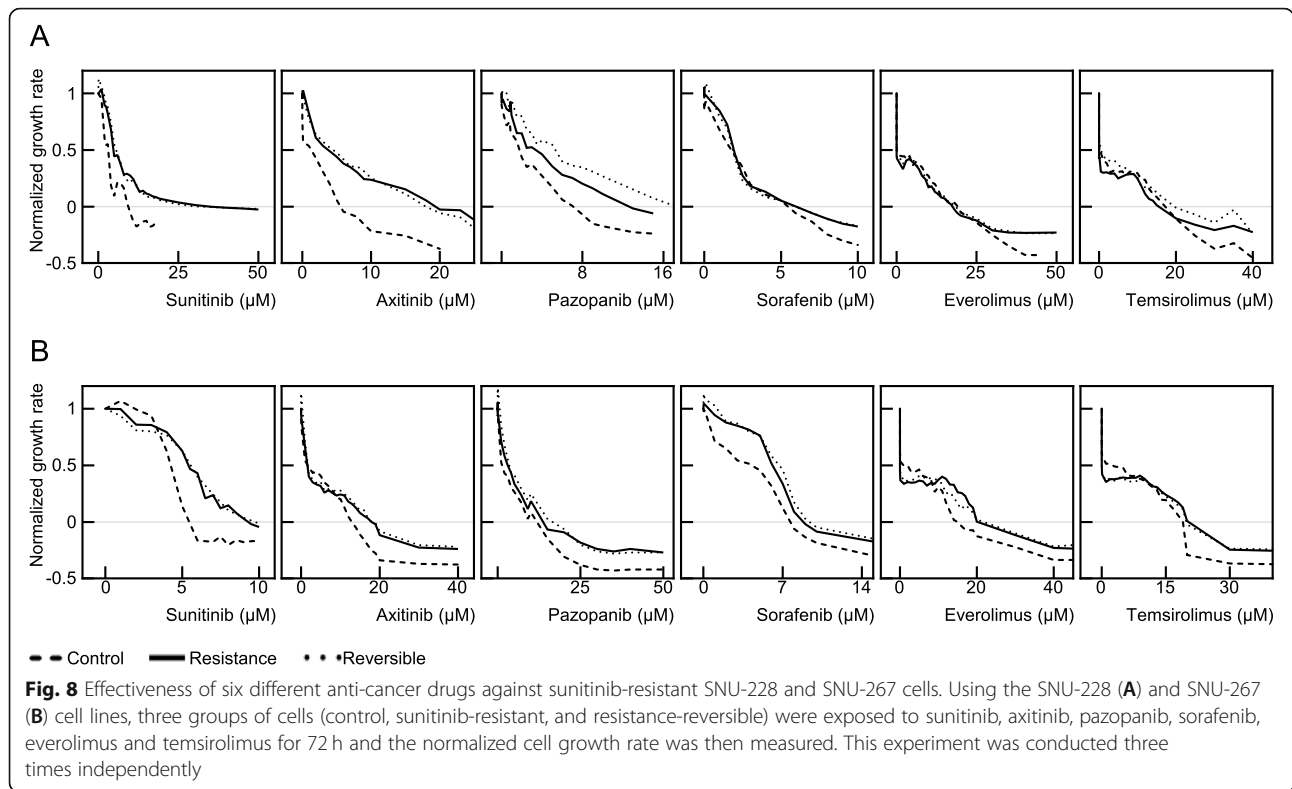 A
Normalized growth rate
1
0.5
0
-0.5
0 25 50
0 10 20
8 16
0 5 10
0 25 50
0 20 40
Sunitinib (µM)
Axitinib (µM)
Pazopanib (µM)
Sorafenib (µM)
Everolimus (µM)
Temsirolimus (µM)
B
Normalized growth rate
1
0.5
0
-0.5
0 5 10
0 20 40
25 50
0 7 14
0 20 40
0 15 30
Sunitinib (µM)
Axitinib (µM)
Pazopanib (µM)
Sorafenib (µM)
Everolimus (µM)
Temsirolimus (µM)
Control Resistance Reversible
Fig. 8 Effectiveness of six different anti-cancer drugs against sunitinib-resistant SNU-228 and SNU-267 cells. Using the SNU-228 (A) and SNU-267
(B) cell lines, three groups of cells (control, sunitinib-resistant, and resistance-reversible) were exposed to sunitinib, axitinib, pazopanib, sorafenib,
everolimus and temsirolimus for 72 h and the normalized cell growth rate was then measured. This experiment was conducted three
times independently